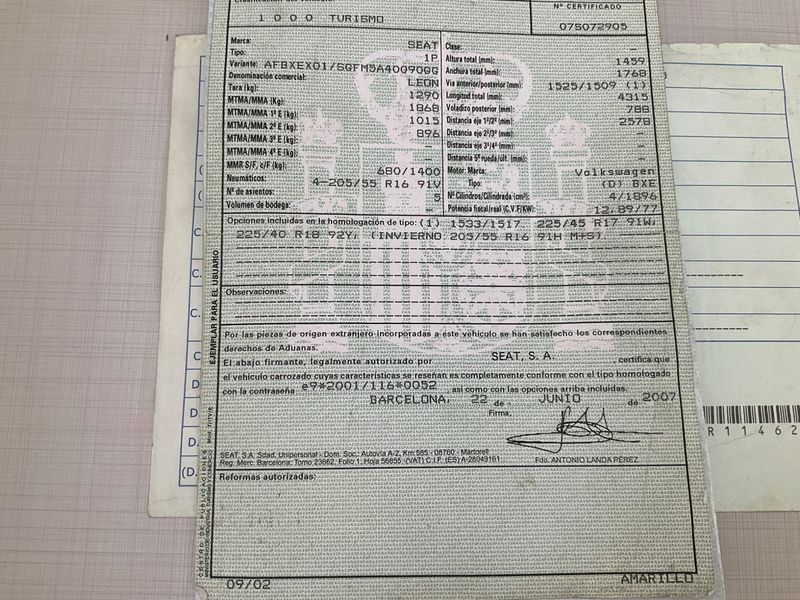 Nº CERTIFICADO
1000 TURISMO
075072905
Marca: SEAT
Tipo: 1P
Variante: AFBXEX01/SGFM5A40090GG
Denominación comercial: LEON
Tara (kg): 1290
MTMA/MMA (Kg): 1868
MTMA/MMA 1º E (kg): 1015
MTMA/MMA 2º E (kg): 896
MTMA/MMA 3º E (kg): —
MTMA/MMA 4º E (kg): —
MMR S/F, c/F (kg): 680/1400
Neumáticos: 4-205/55 R16 91V
Nº de asientos: 5
Volumen de bodega: —
Clase: —
Altura total (mm): 1459
Anchura total (mm): 1768
Vía anterior/posterior (mm): 1525/1509 (1)
Longitud total (mm): 4315
Voladizo posterior (mm): 788
Distancia eje 1º/2º (mm): 2578
Distancia eje 2º/3º (mm): —
Distancia eje 3º/4º (mm): —
Distancia 5ª rueda/últ. (mm): —
Motor: Marca: Volkswagen
Tipo: (D) BXE
Nº Cilindros/Cilindrada (cm³): 4/1896
Potencia fiscal/real (C.V.F/KW): 12,89/77
Opciones incluidas en la homologación de tipo: (1) 1533/1517 225/45 R17 91W;
225/40 R18 92Y; (INVIERNO: 205/55 R16 91H M+S)
Observaciones:
EJEMPLAR PARA EL USUARIO
Por las piezas de origen extranjero incorporadas a este vehículo se han satisfecho los correspondientes
derechos de Aduanas.
El abajo firmante, legalmente autorizado por SEAT, S. A. , certifica que
el vehículo carrozado cuyas características se reseñan es completamente conforme con el tipo homologado
con la contraseña e9*2001/116*0052 así como con las opciones arriba incluidas.
BARCELONA, 22 de JUNIO de 2007
Firma,
SEAT, S.A. Sdad. Unipersonal - Dom. Soc.: Autovía A-2, Km. 585 - 08760 - Martorell
Reg. Merc. Barcelona: Tomo 23662, Folio 1, Hoja 56855 -(VAT) C.I.F. (ES) A-28049161
Fdo. ANTONIO LANDA PÉREZ
Reformas autorizadas:
CENTRO DE PUBLICACIONES
09/02
AMARILLO
R11462